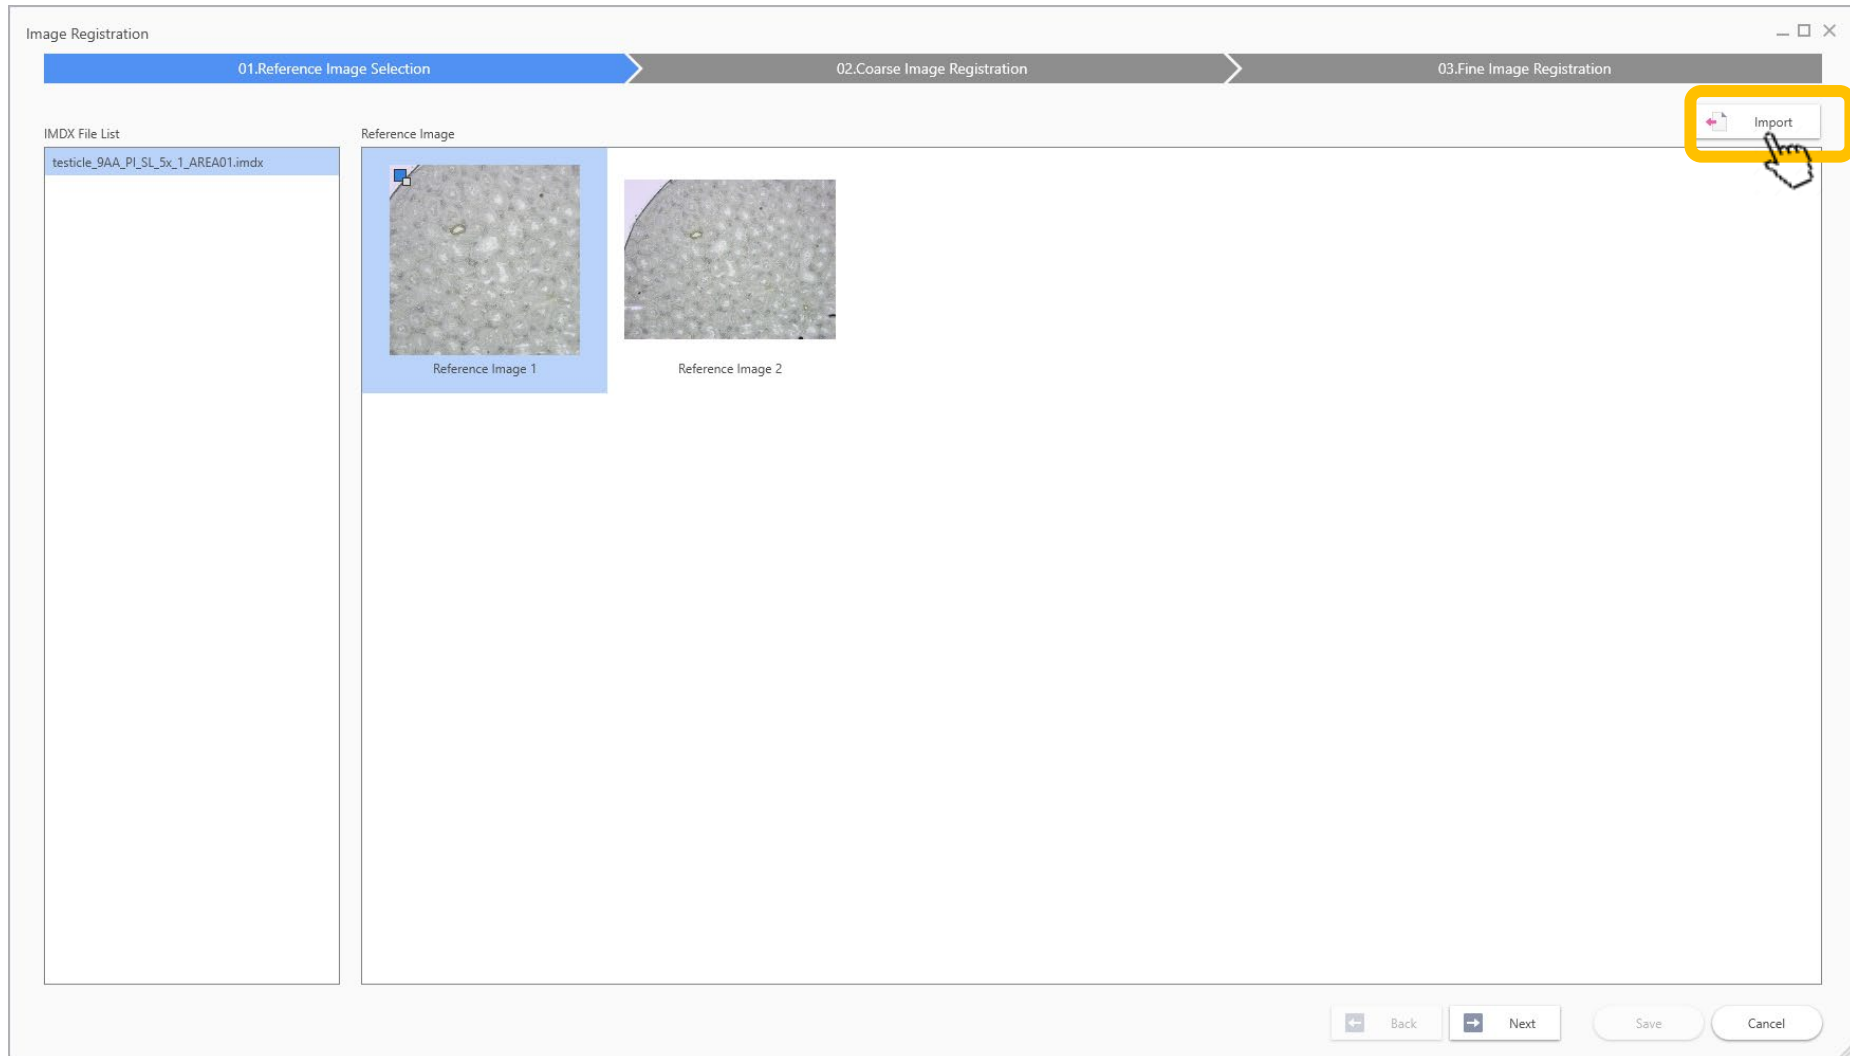 Image Registration
01.Reference Image Selection
02.Coarse Image Registration
03.Fine Image Registration
Import
IMDX File List
Reference Image
testicle_9AA_PI_SL_5x_1_AREA01.imdx
Reference Image 1
Reference Image 2
Back
Next
Save
Cancel